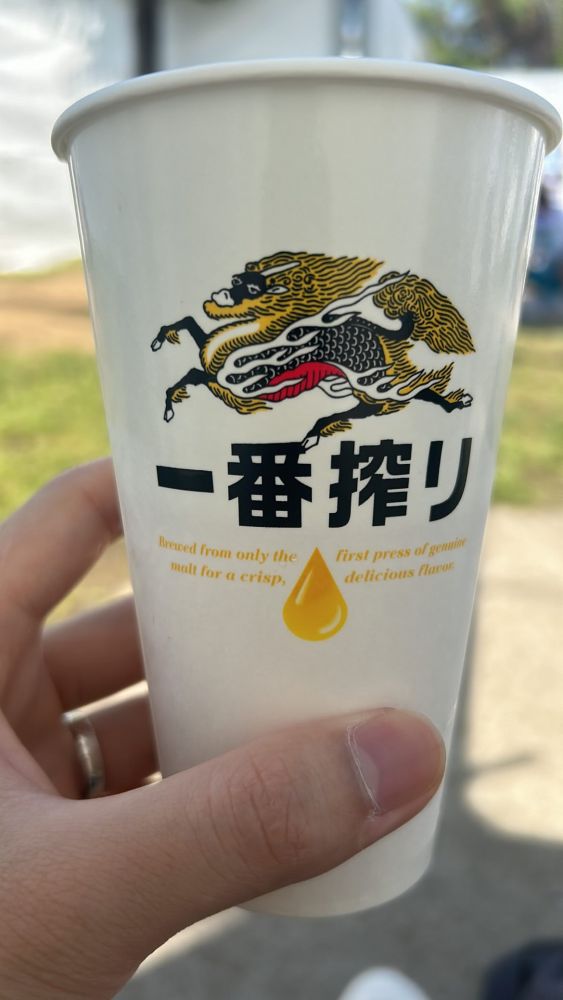 一番搾り
Brewed from only the first press of genuine
malt for a crisp, delicious flavor.